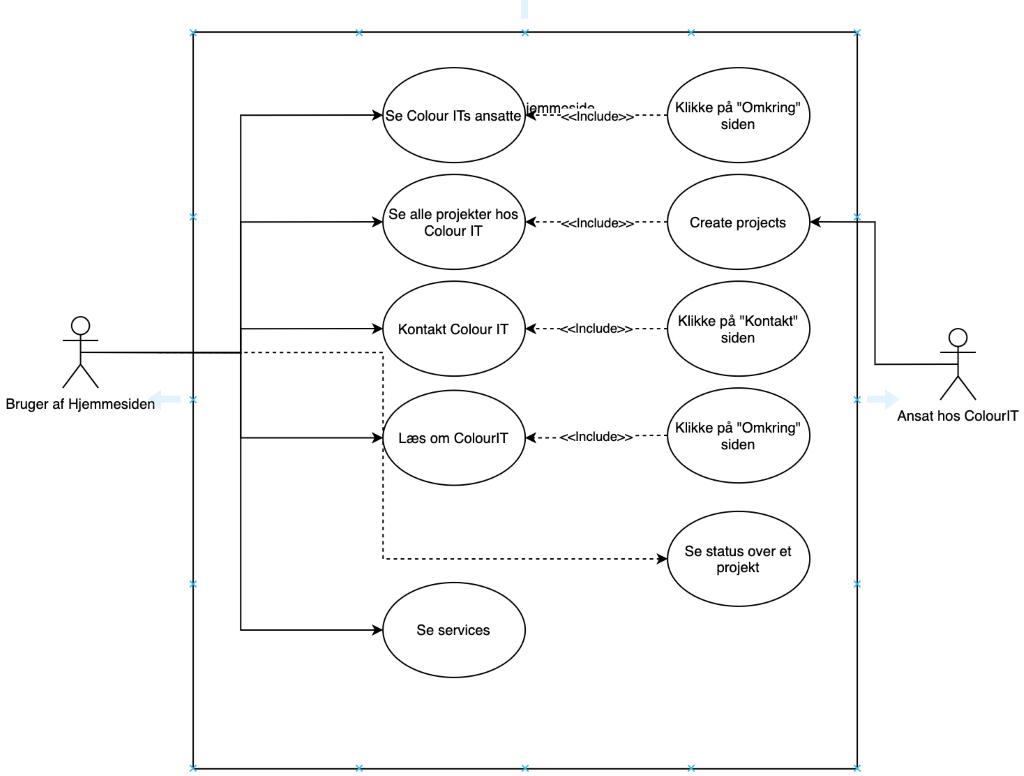 Se Colour ITs ansatte
jemmeside
<<Include>>
Klikke på "Omkring"
siden
Se alle projekter hos
Colour IT
<<Include>>
Create projects
Kontakt Colour IT
<<Include>>
Klikke på "Kontakt"
siden
Bruger af Hjemmesiden
Ansat hos ColourIT
Læs om ColourIT
<<Include>>
Klikke på "Omkring"
siden
Se status over et
projekt
Se services